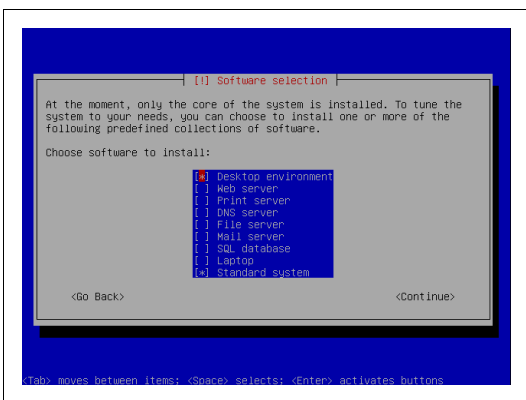 [!] Software selection
At the moment, only the core of the system is installed. To tune the
system to your needs, you can choose to install one or more of the
following predefined collections of software.
Choose software to install:
[*] Desktop environment
[ ] Web server
[ ] Print server
[ ] DNS server
[ ] File server
[ ] Mail server
[ ] SQL database
[ ] Laptop
[*] Standard system
<Go Back> <Continue>
<Tab> moves between items; <Space> selects; <Enter> activates buttons